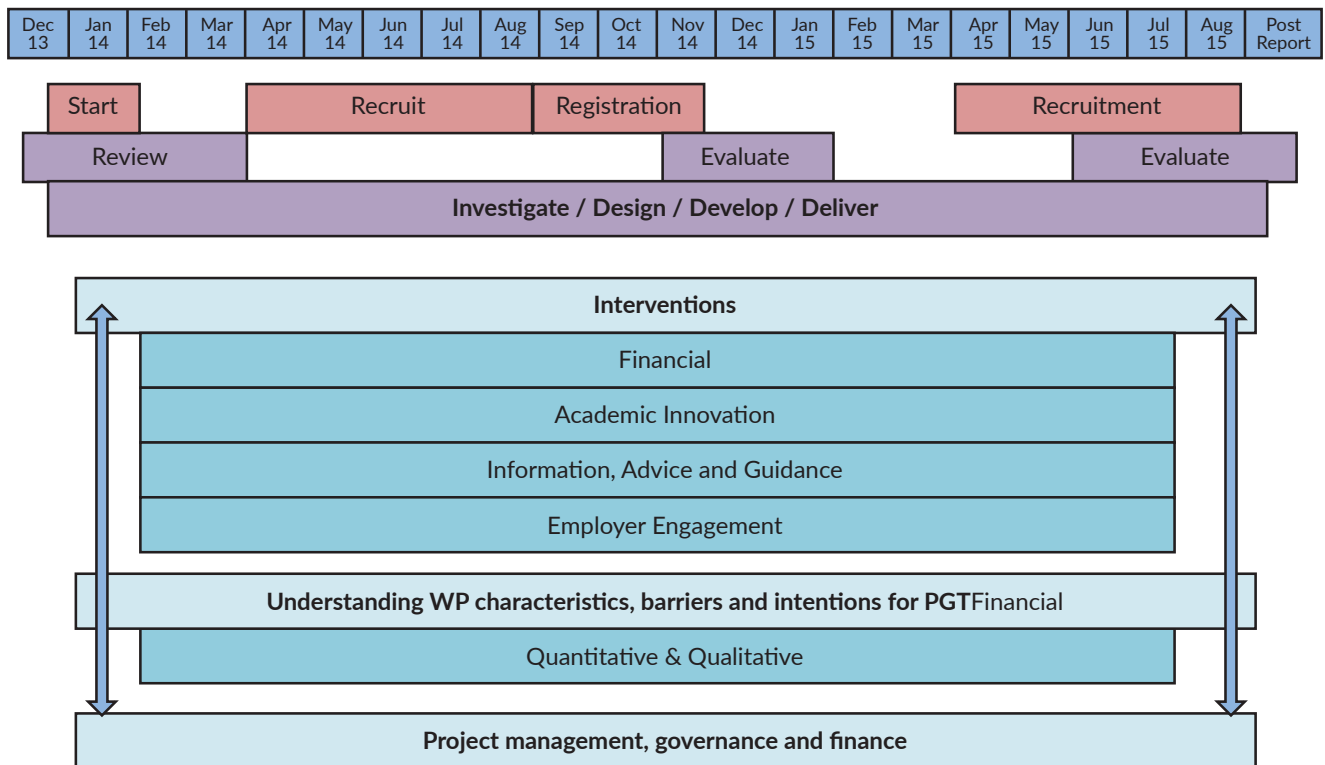 Dec Jan Feb Mar Apr May Jun Jul Aug Sep Oct Nov Dec Jan Feb Mar Apr May Jun Jul Aug Post
13 14 14 14 14 14 14 14 14 14 14 14 14 15 15 15 15 15 15 15 15 Report
Start Recruit Registration Recruitment
Review Evaluate Evaluate
Investigate / Design / Develop / Deliver
Interventions
Financial
Academic Innovation
Information, Advice and Guidance
Employer Engagement
Understanding WP characteristics, barriers and intentions for PGTFinancial
Quantitative & Qualitative
Project management, governance and finance